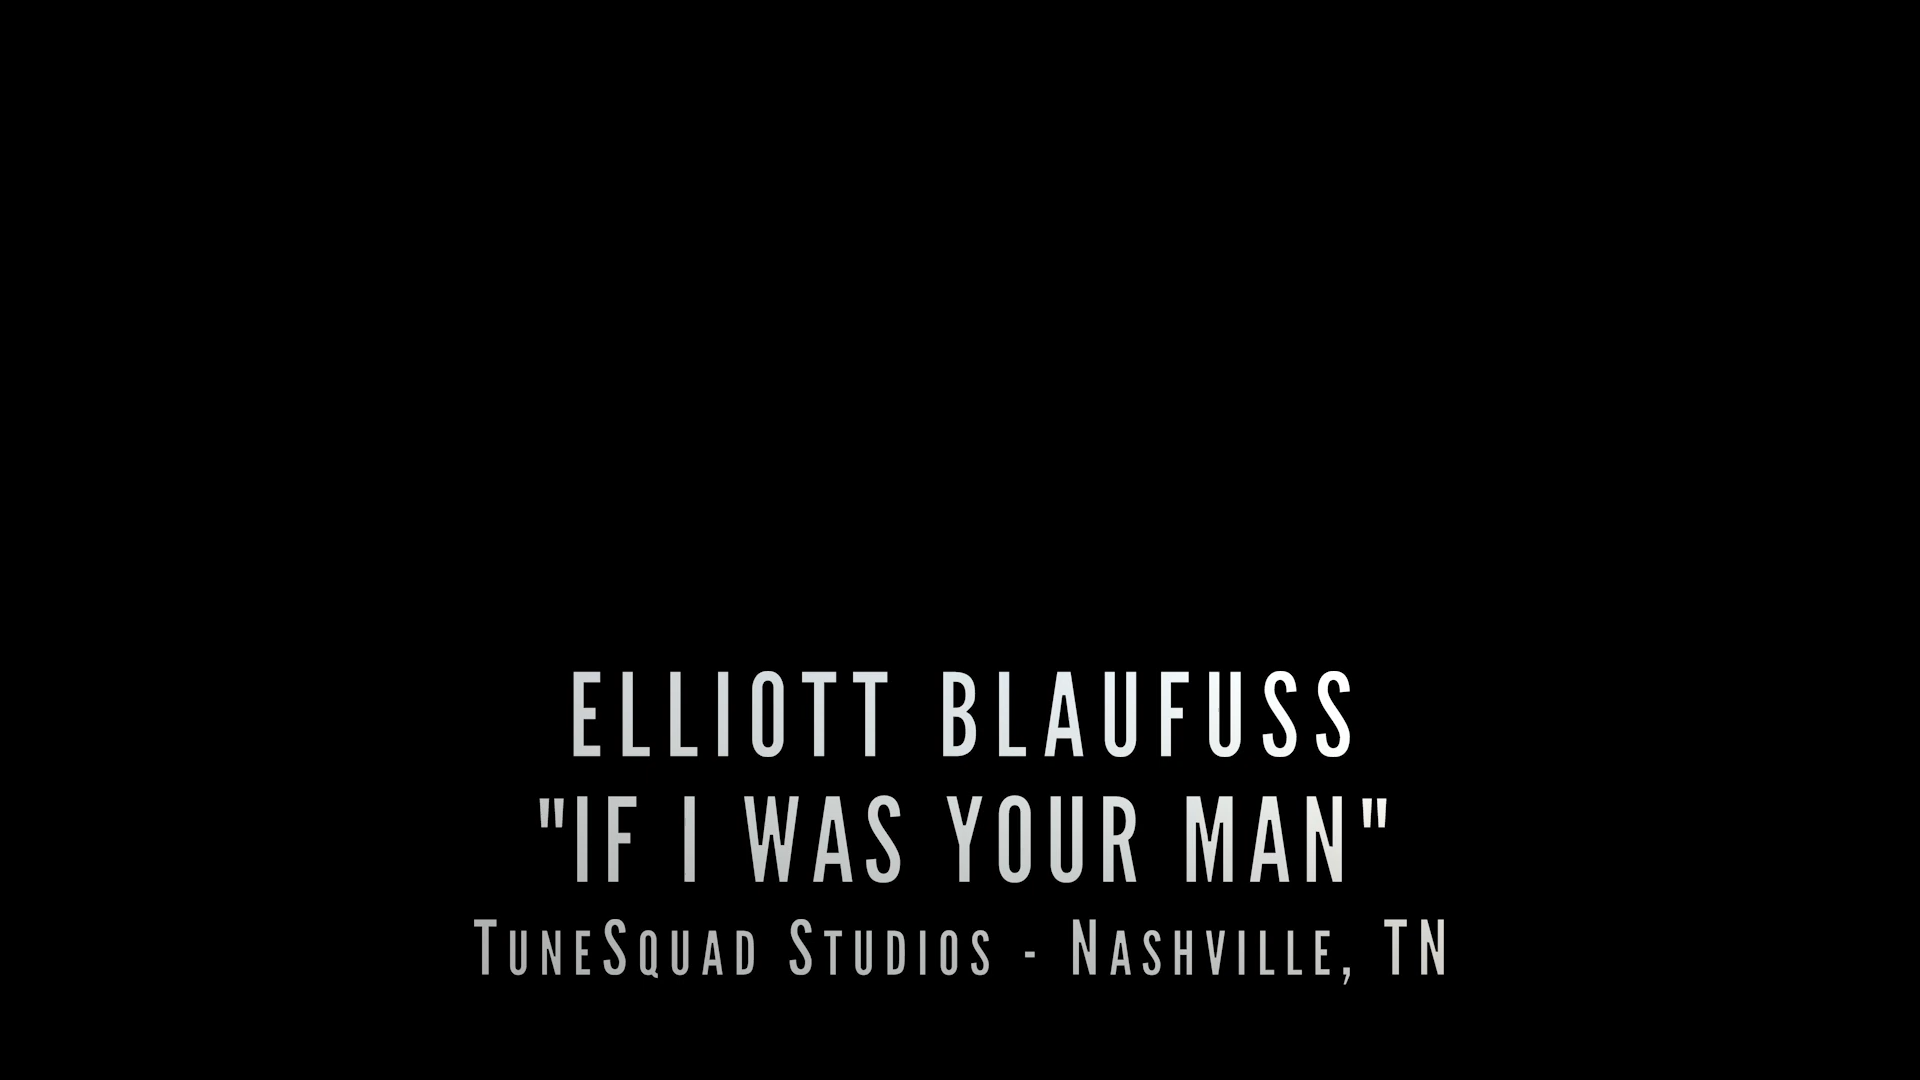 ELLIOTT BLAUFUSS
"IF I WAS YOUR MAN"
TuneSquad Studios - Nashville, TN